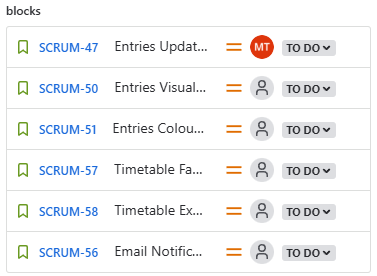 blocks
SCRUM-47 Entries Updat... MT TO DO
SCRUM-50 Entries Visual... TO DO
SCRUM-51 Entries Colou... TO DO
SCRUM-57 Timetable Fa... TO DO
SCRUM-58 Timetable Ex... TO DO
SCRUM-56 Email Notific... TO DO